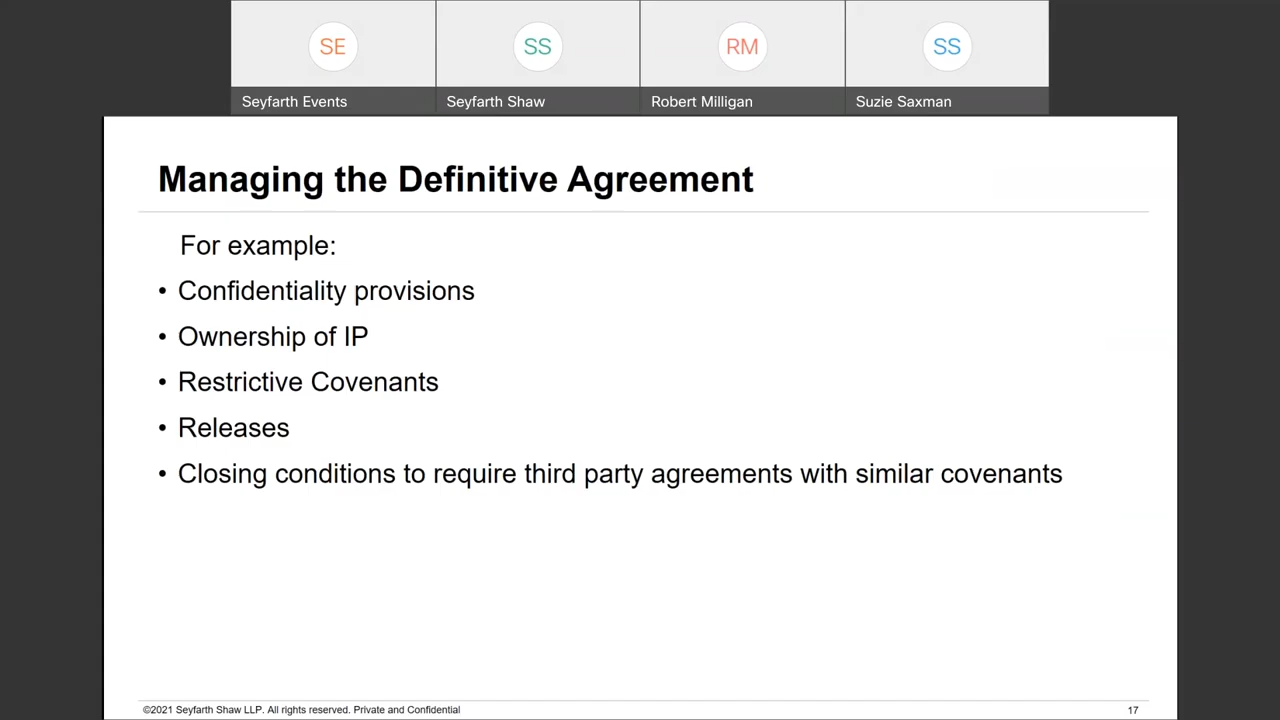 SE
SS
RM
SS
Seyfarth Events
Seyfarth Shaw
Robert Milligan
Suzie Saxman
Managing the Definitive Agreement
For example:
• Confidentiality provisions
• Ownership of IP
• Restrictive Covenants
• Releases
• Closing conditions to require third party agreements with similar covenants
©2021 Seyfarth Shaw LLP. All rights reserved. Private and Confidential
17